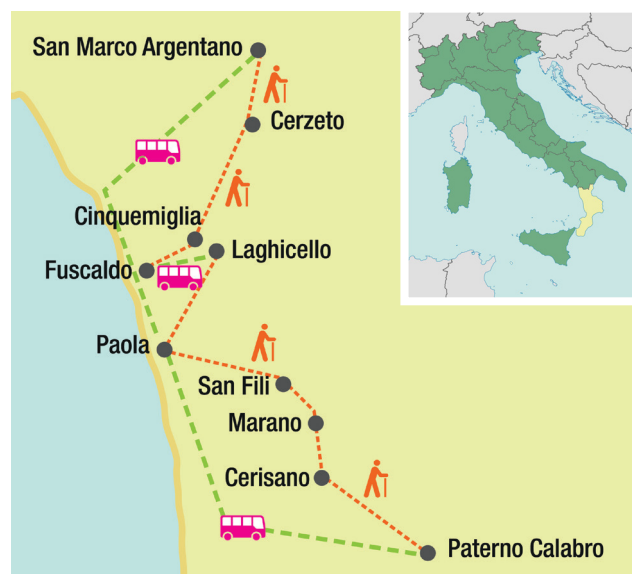 San Marco Argentano
Cerzeto
Cinquemiglia
Laghicello
Fuscaldo
Paola
San Fili
Marano
Cerisano
Paterno Calabro